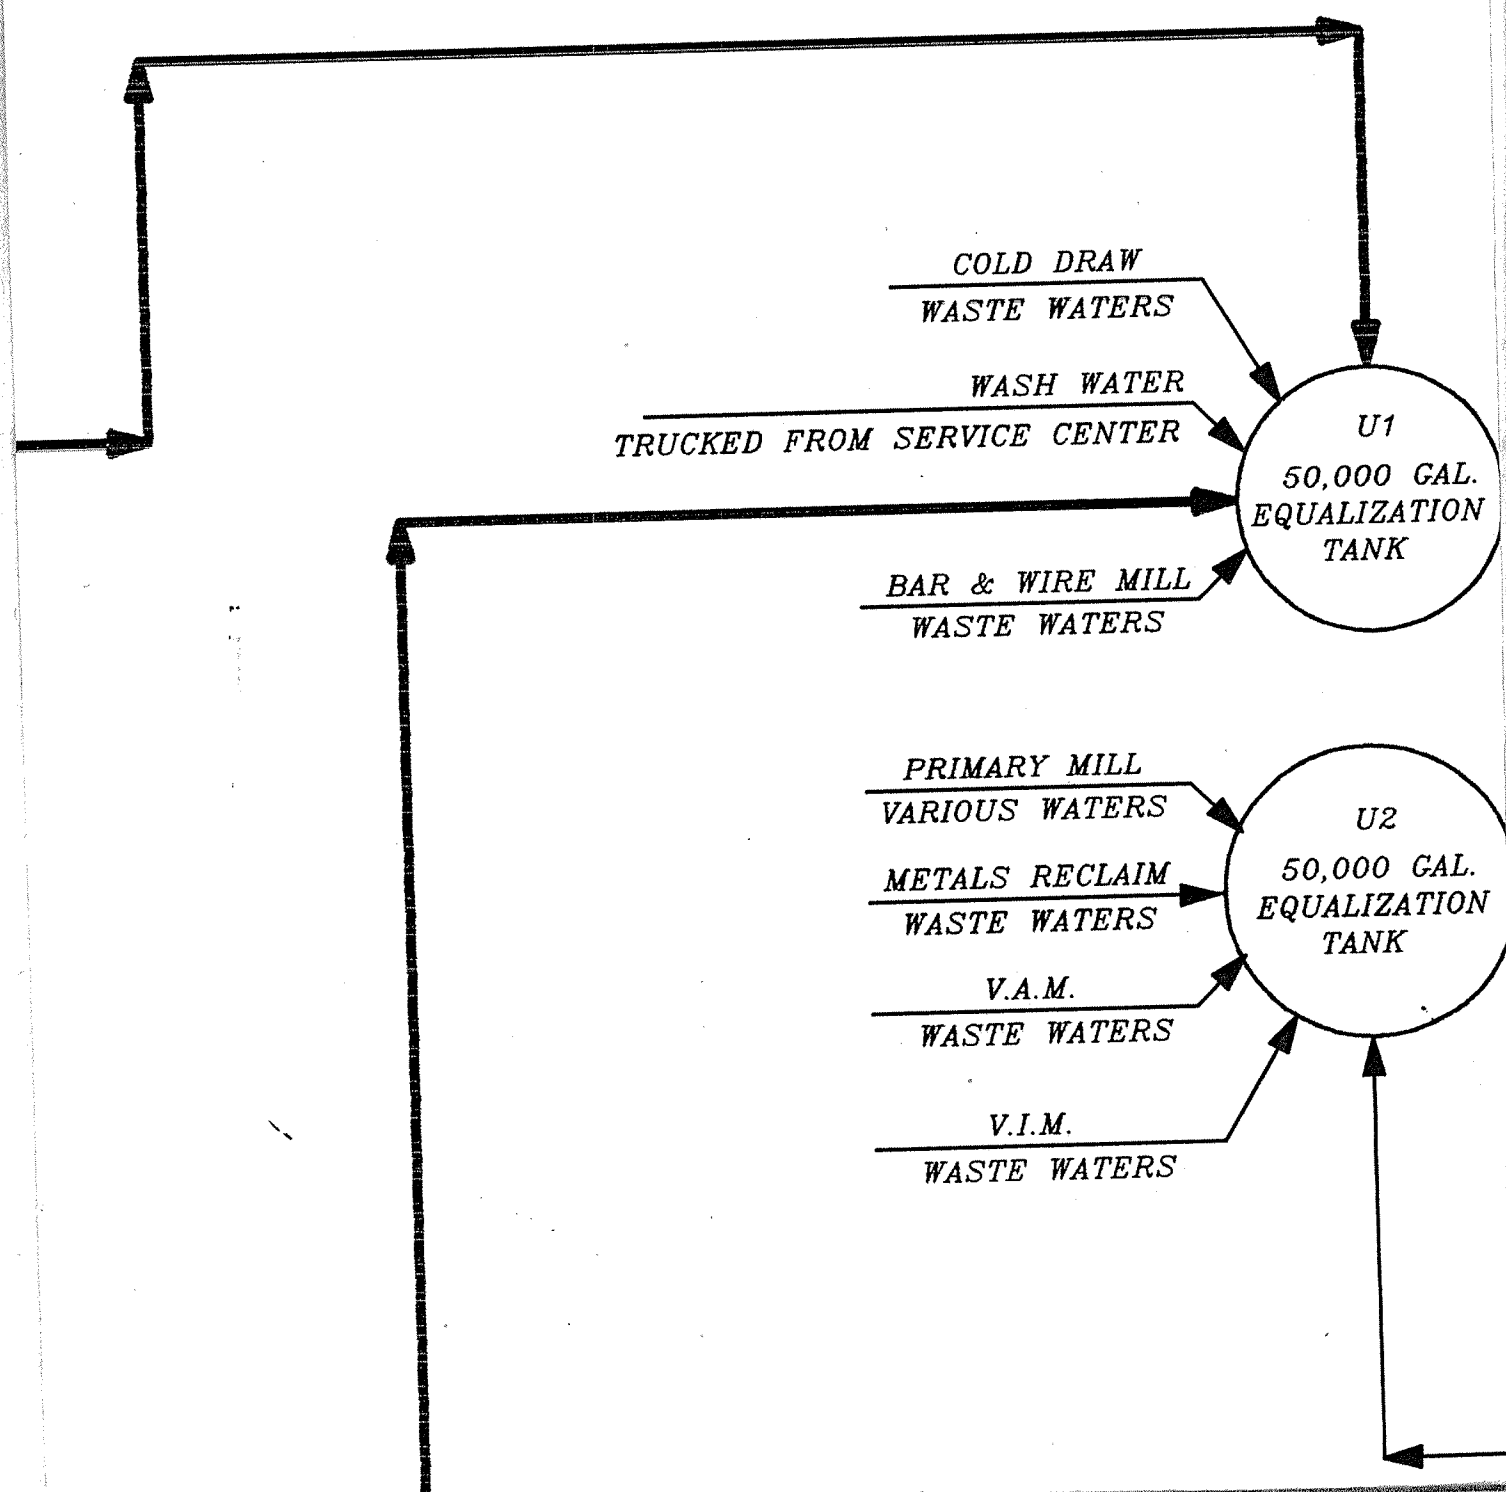 COLD DRAW
WASTE WATERS
WASH WATER
TRUCKED FROM SERVICE CENTER
U1
50,000 GAL.
EQUALIZATION
TANK
BAR & WIRE MILL
WASTE WATERS
PRIMARY MILL
VARIOUS WATERS
METALS RECLAIM
WASTE WATERS
V.A.M.
WASTE WATERS
V.I.M.
WASTE WATERS
U2
50,000 GAL.
EQUALIZATION
TANK